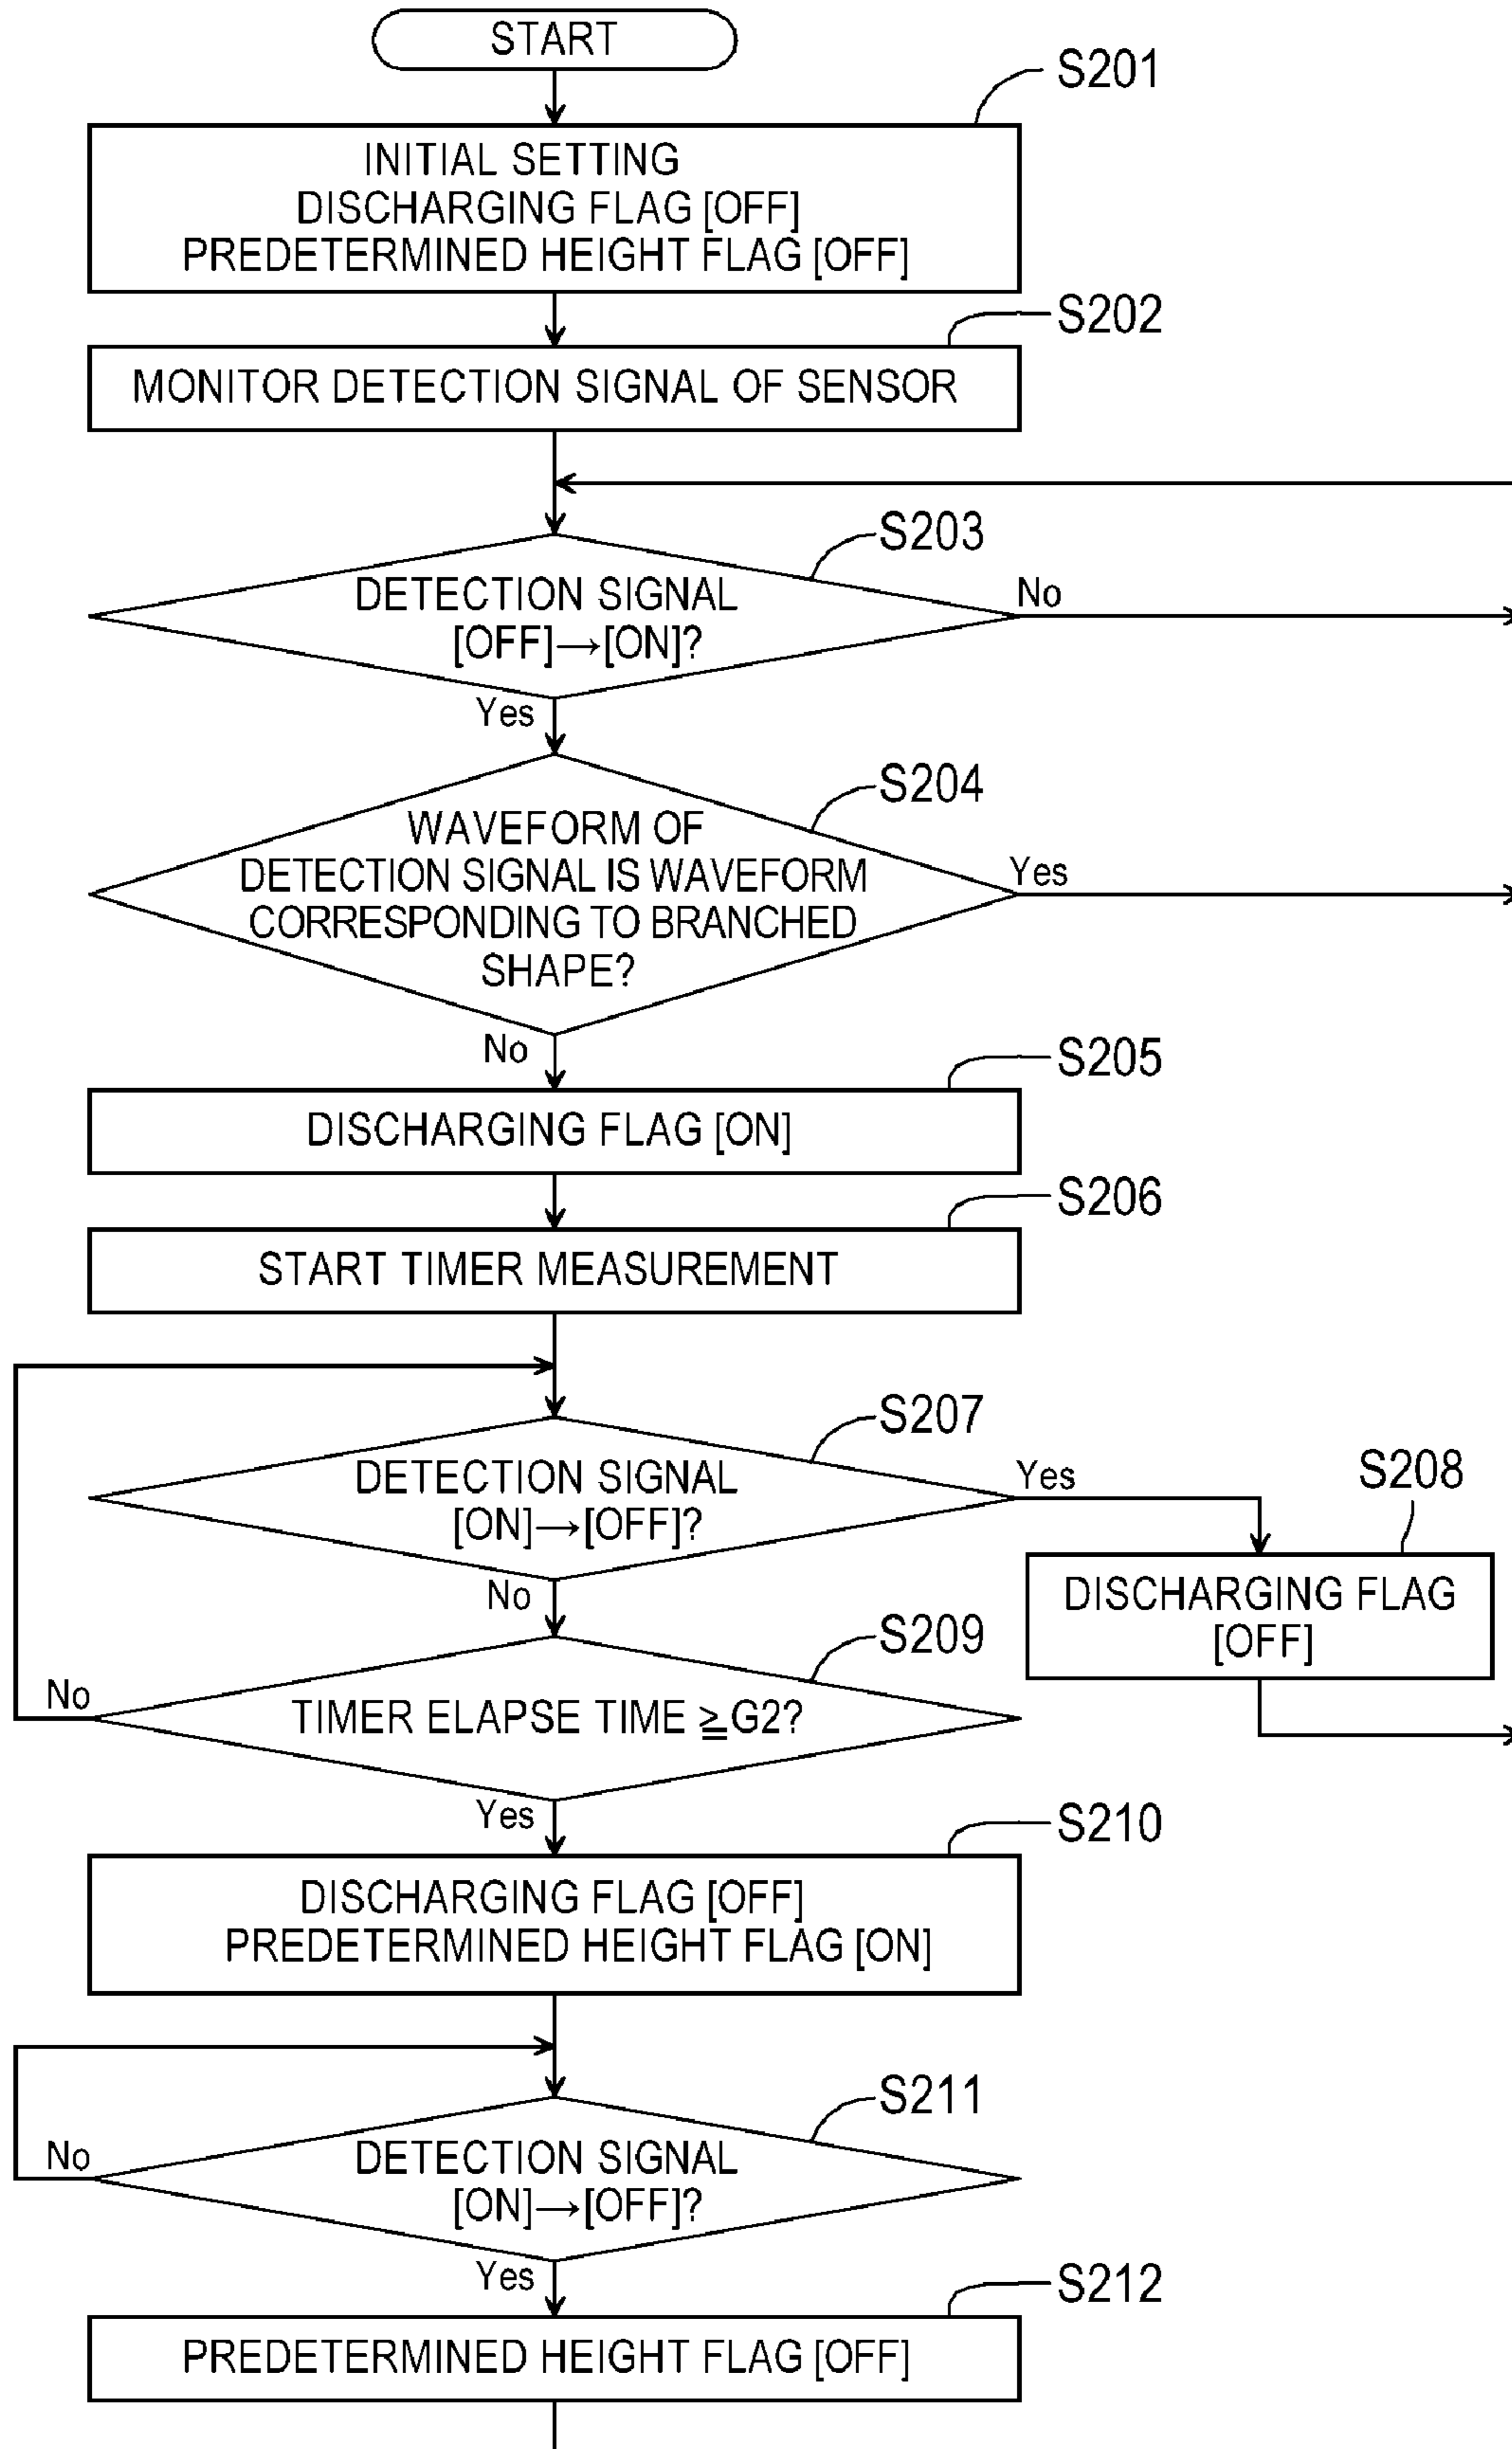 START
S201
INITIAL SETTING
DISCHARGING FLAG [OFF]
PREDETERMINED HEIGHT FLAG [OFF]
S202
MONITOR DETECTION SIGNAL OF SENSOR
S203
DETECTION SIGNAL
[OFF]→[ON]?
No
Yes
S204
WAVEFORM OF
DETECTION SIGNAL IS WAVEFORM
CORRESPONDING TO BRANCHED
SHAPE?
Yes
No
S205
DISCHARGING FLAG [ON]
S206
START TIMER MEASUREMENT
S207
DETECTION SIGNAL
[ON]→[OFF]?
Yes
No
S208
DISCHARGING FLAG
[OFF]
S209
TIMER ELAPSE TIME ≧G2?
No
Yes
S210
DISCHARGING FLAG [OFF]
PREDETERMINED HEIGHT FLAG [ON]
S211
DETECTION SIGNAL
[ON]→[OFF]?
No
Yes
S212
PREDETERMINED HEIGHT FLAG [OFF]